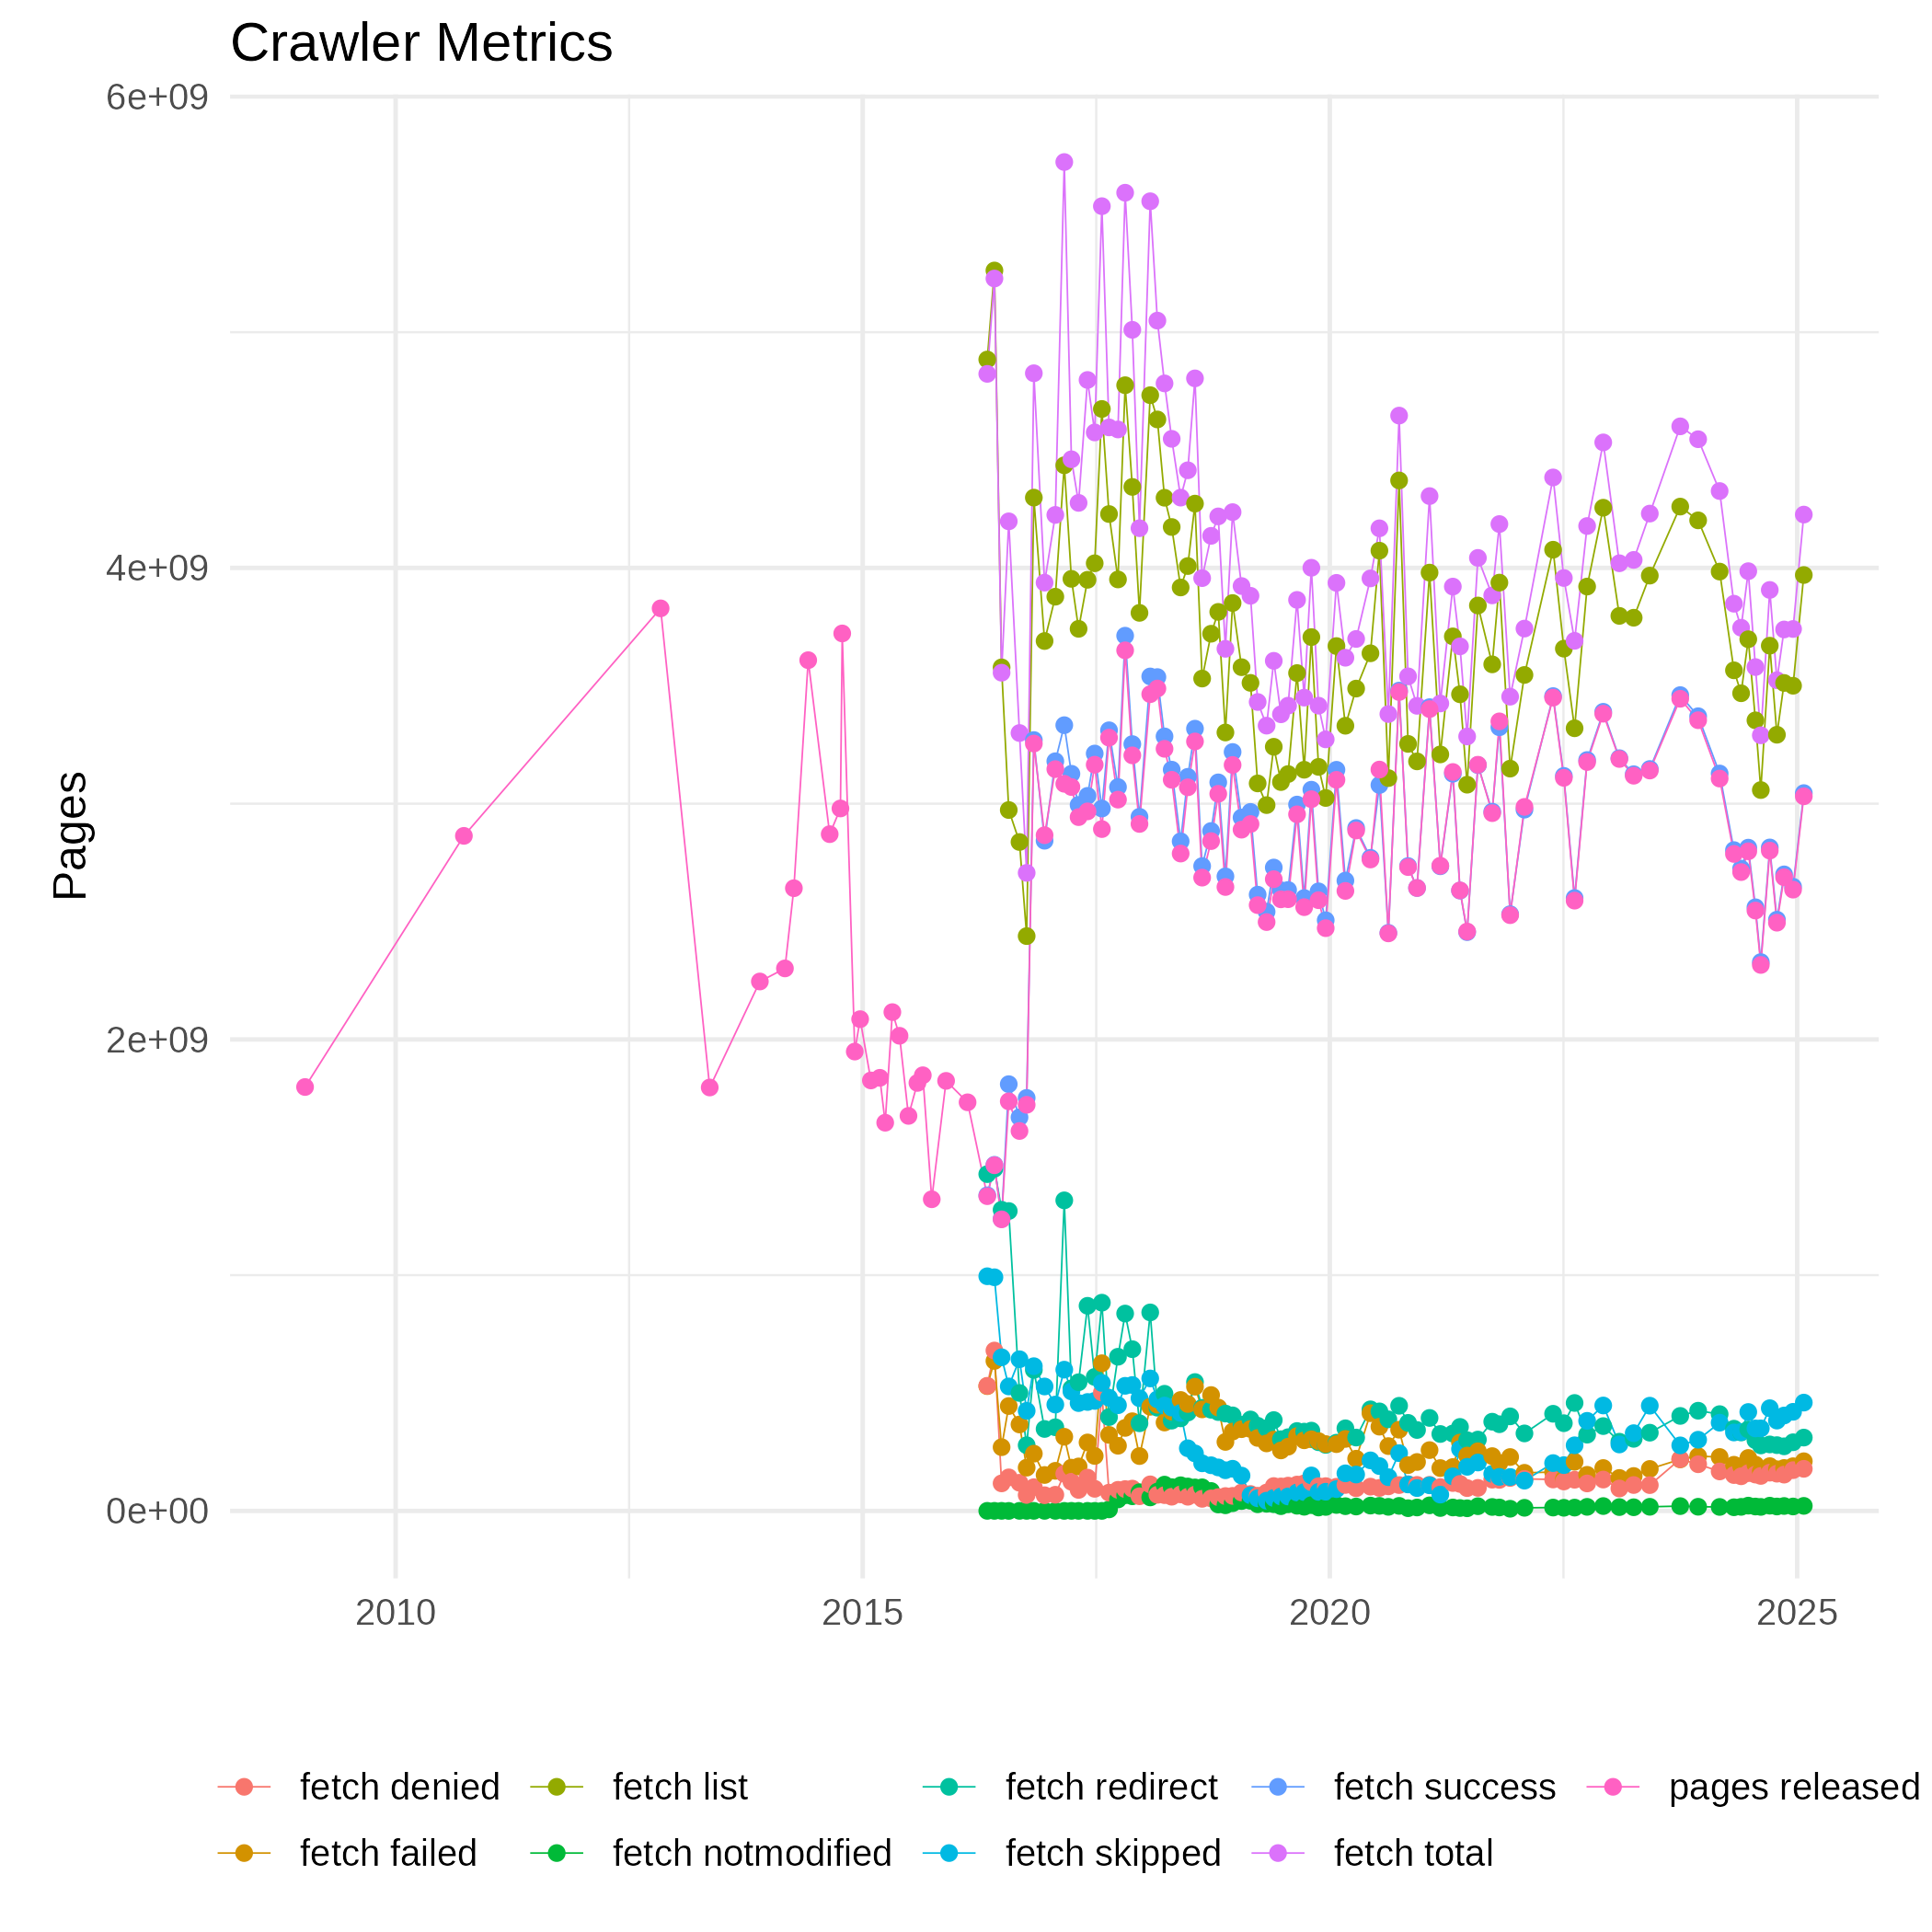 Crawler Metrics
6e+09
4e+09
2e+09
0e+00
Pages
2010 2015 2020 2025
fetch denied fetch list fetch redirect fetch success pages released
fetch failed fetch notmodified fetch skipped fetch total